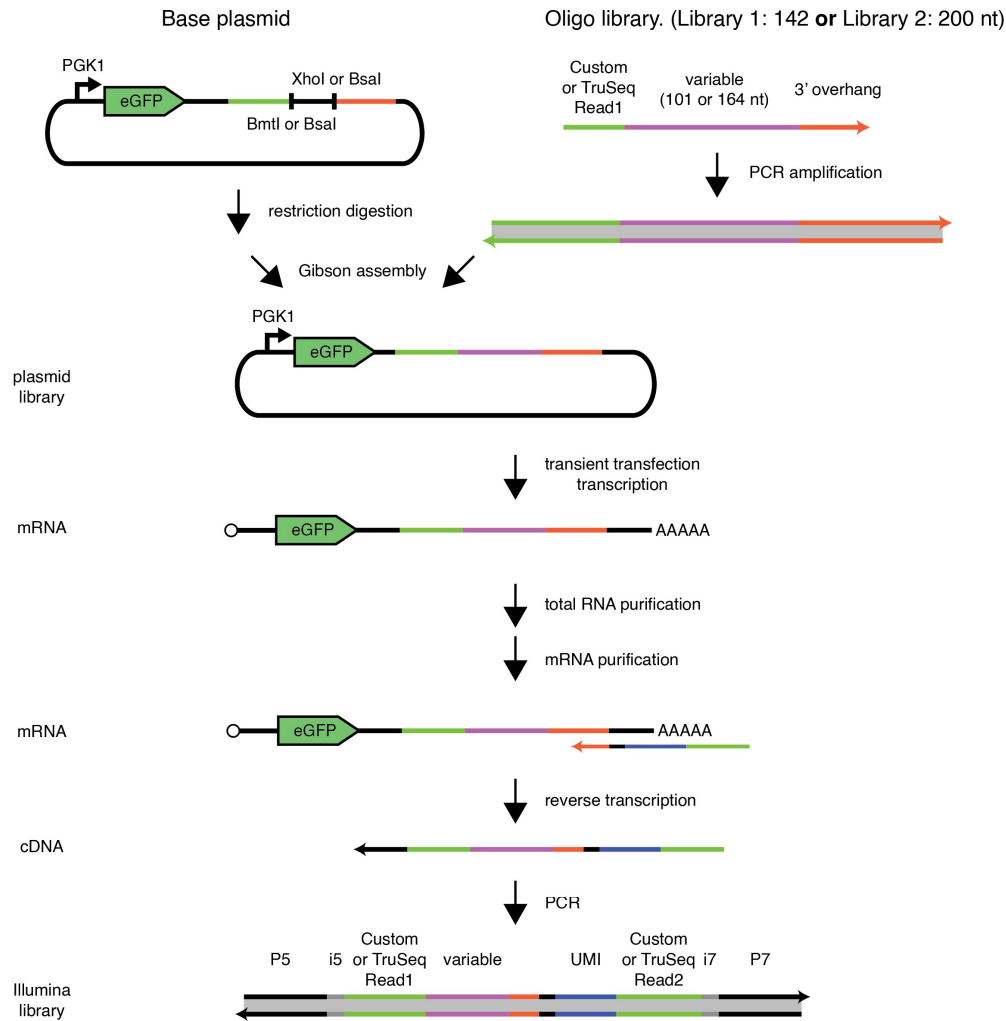 Base plasmid
Oligo library. (Library 1: 142 or Library 2: 200 nt)
PGK1
eGFP
XhoI or BsaI
BmtI or BsaI
Custom
or TruSeq
Read1
variable
(101 or 164 nt)
3’ overhang
PCR amplification
restriction digestion
Gibson assembly
PGK1
eGFP
plasmid
library
transient transfection
transcription
mRNA
eGFP
AAAAA
total RNA purification
mRNA purification
mRNA
eGFP
AAAAA
reverse transcription
cDNA
PCR
P5
i5
Custom
or TruSeq
Read1
variable
UMI
Custom
or TruSeq
Read2
i7
P7
Illumina
library